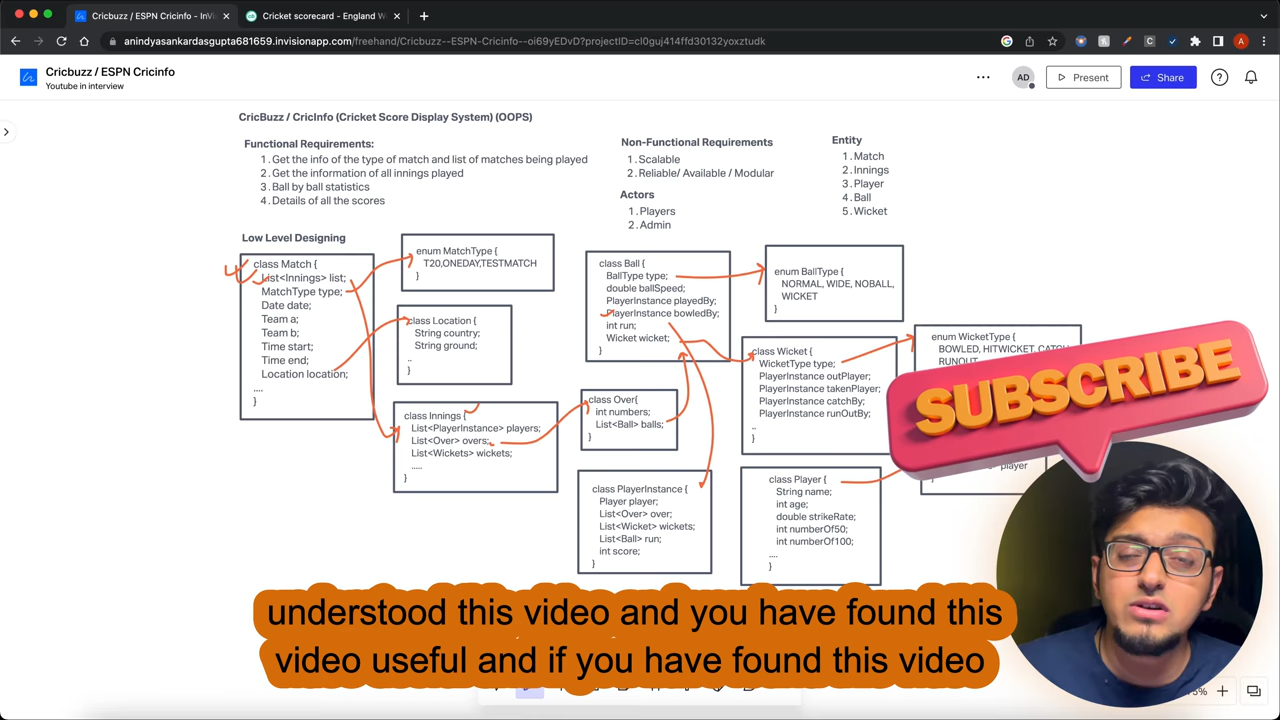 Cricbuzz / ESPN Cricinfo - InVi
Cricket scorecard - England W
anindyasankardasgupta681659.invisionapp.com/freehand/Cricbuzz--ESPN-Cricinfo--oi69yEDvD?projectID=cl0guj414ffd30132yoxztudk
A
Cricbuzz / ESPN Cricinfo
Youtube in interview
AD
Present
Share
CricBuzz / CricInfo (Cricket Score Display System) (OOPS)
Functional Requirements:
1. Get the info of the type of match and list of matches being played
2. Get the information of all innings played
3. Ball by ball statistics
4. Details of all the scores
Non-Functional Requirements
1. Scalable
2. Reliable/ Available / Modular
Actors
1. Players
2. Admin
Entity
1. Match
2. Innings
3. Player
4. Ball
5. Wicket
Low Level Designing
class Match {
List<Innings> list;
MatchType type;
Date date;
Team a;
Team b;
Time start;
Time end;
Location location;
....
}
enum MatchType {
T20,ONEDAY,TESTMATCH
}
class Location {
String country;
String ground;
..
}
class Innings {
List<PlayerInstance> players;
List<Over> overs;
List<Wickets> wickets;
.....
}
class Ball {
BallType type;
double ballSpeed;
PlayerInstance playedBy;
PlayerInstance bowledBy;
int run;
Wicket wicket;
}
class Over{
int numbers;
List<Ball> balls;
}
class PlayerInstance {
Player player;
List<Over> over;
List<Wicket> wickets;
List<Ball> run;
int score;
}
enum BallType {
NORMAL, WIDE, NOBALL,
WICKET
}
class Wicket {
WicketType type;
PlayerInstance outPlayer;
PlayerInstance takenPlayer;
PlayerInstance catchBy;
PlayerInstance runOutBy;
..
}
class Player {
String name;
int age;
double strikeRate;
int numberOf50;
int numberOf100;
....
}
enum WicketType {
BOWLED, HITWICKET, CATCH
RUNOUT
player
SUBSCRIBE
understood this video and you have found this
video useful and if you have found this video